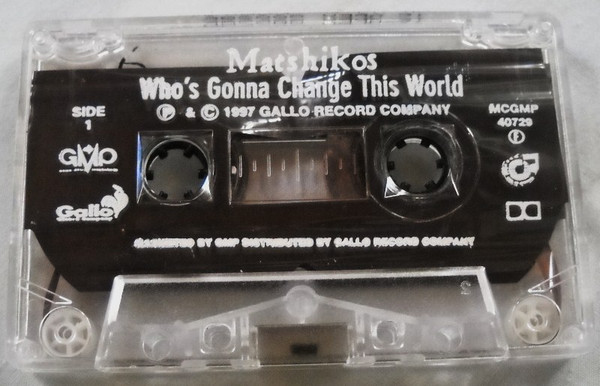 Matshikos
Who's Gonna Change This World
Ⓟ & Ⓒ 1997 GALLO RECORD COMPANY
SIDE
1
MCGMP
40729
GMP
Gallo
MARKETED BY GMP DISTRIBUTED BY GALLO RECORD COMPANY
2